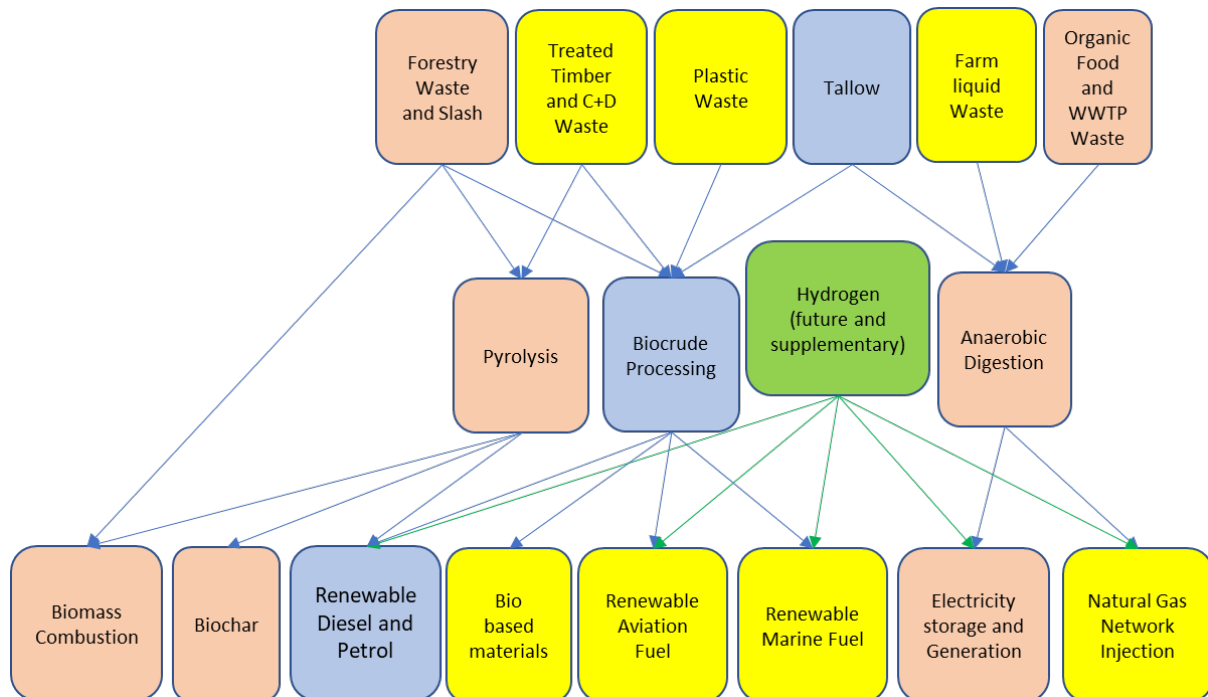 Forestry
Waste
and Slash
Treated
Timber
and C+D
Waste
Plastic
Waste
Tallow
Farm
liquid
Waste
Organic
Food
and
WWTP
Waste
Pyrolysis
Biocrude
Processing
Hydrogen
(future and
supplementary)
Anaerobic
Digestion
Biomass
Combustion
Biochar
Renewable
Diesel and
Petrol
Bio
based
materials
Renewable
Aviation
Fuel
Renewable
Marine Fuel
Electricity
storage and
Generation
Natural Gas
Network
Injection